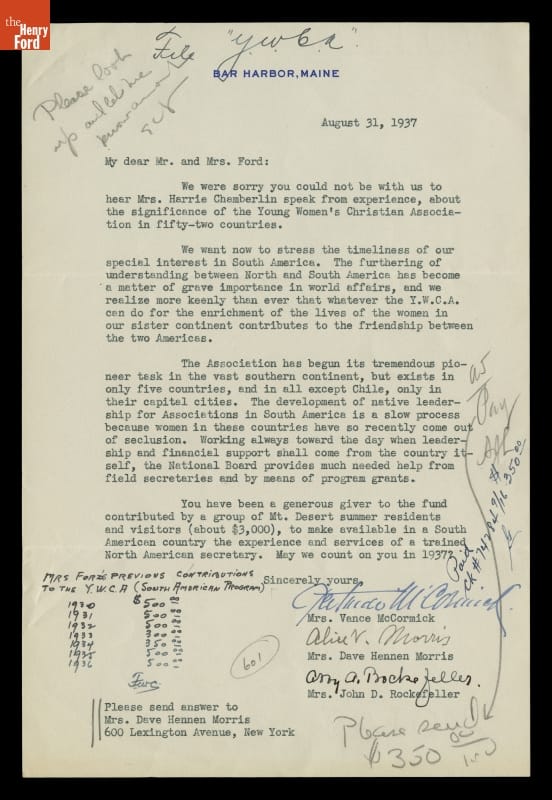 the
Henry
Ford
File "Y.W.C.A".
Please look
up and let me
know amount
BAR HARBOR, MAINE
August 31, 1937
My dear Mr. and Mrs. Ford:
We were sorry you could not be with us to
hear Mrs. Harrie Chamberlin speak from experience, about
the significance of the Young Women's Christian Associa-
tion in fifty-two countries.
We want now to stress the timeliness of our
special interest in South America. The furthering of
understanding between North and South America has become
a matter of grave importance in world affairs, and we
realize more keenly than ever that whatever the Y.W.C.A.
can do for the enrichment of the lives of the women in
our sister continent contributes to the friendship between
the two Americas.
The Association has begun its tremendous pio-
neer task in the vast southern continent, but exists in
only five countries, and in all except Chile, only in
their capital cities. The development of native leader-
ship for Associations in South America is a slow process
because women in these countries have so recently come out
of seclusion. Working always toward the day when leader-
ship and financial support shall come from the country it-
self, the National Board provides much needed help from
field secretaries and by means of program grants.
You have been a generous giver to the fund
contributed by a group of Mt. Desert summer residents
and visitors (about $3,000), to make available in a South
American country the experience and services of a trained
North American secretary. May we count on you in 1937?
Pay
Paid
CK #74284 9/16 350.00
Sincerely yours,
Gertrude McCormick.
Mrs. Vance McCormick
Alice V. Morris
Mrs. Dave Hennen Morris
Abby A. Rockefeller.
Mrs. John D. Rockefeller
MRS FORD'S PREVIOUS CONTRIBUTIONS
TO THE Y.W.C.A (SOUTH AMERICAN PROGRAM)
1930 $500
1931 500
1932 500
1933 300
1934 350
1935 500
1936 500
601
Please send answer to
Mrs. Dave Hennen Morris
600 Lexington Avenue, New York
Please send
$350 00